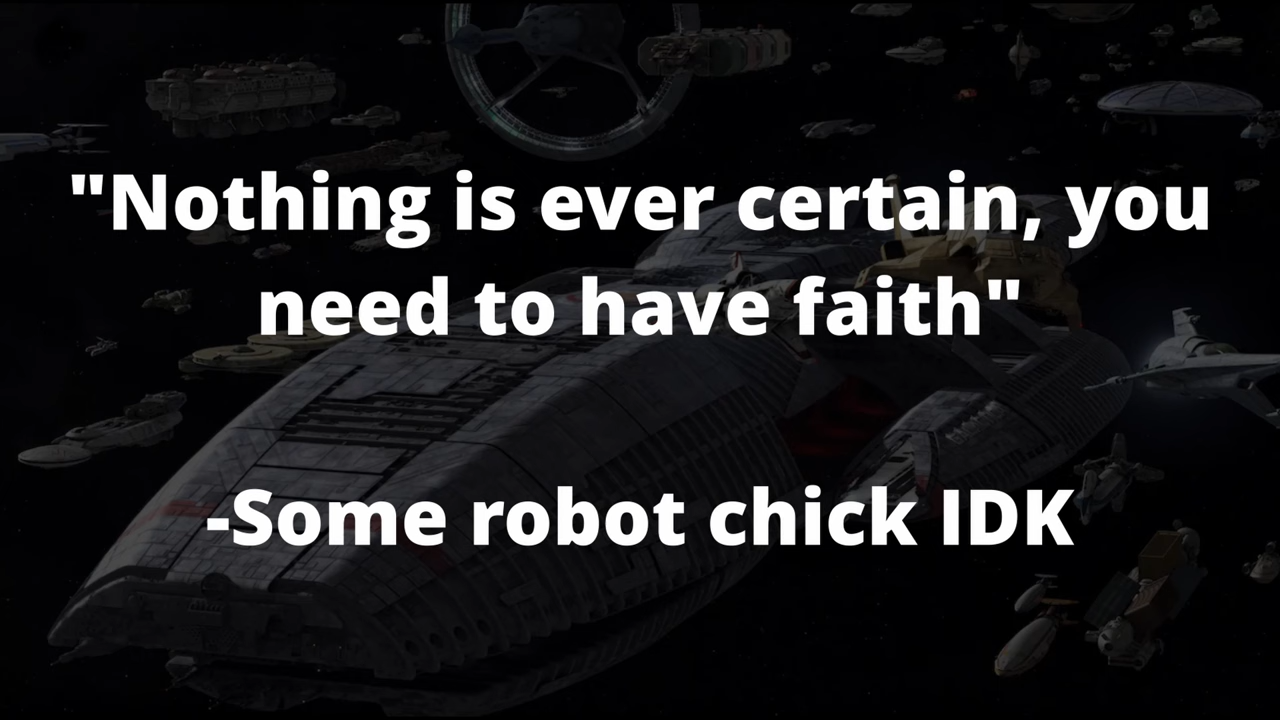 "Nothing is ever certain, you
need to have faith"
-Some robot chick IDK